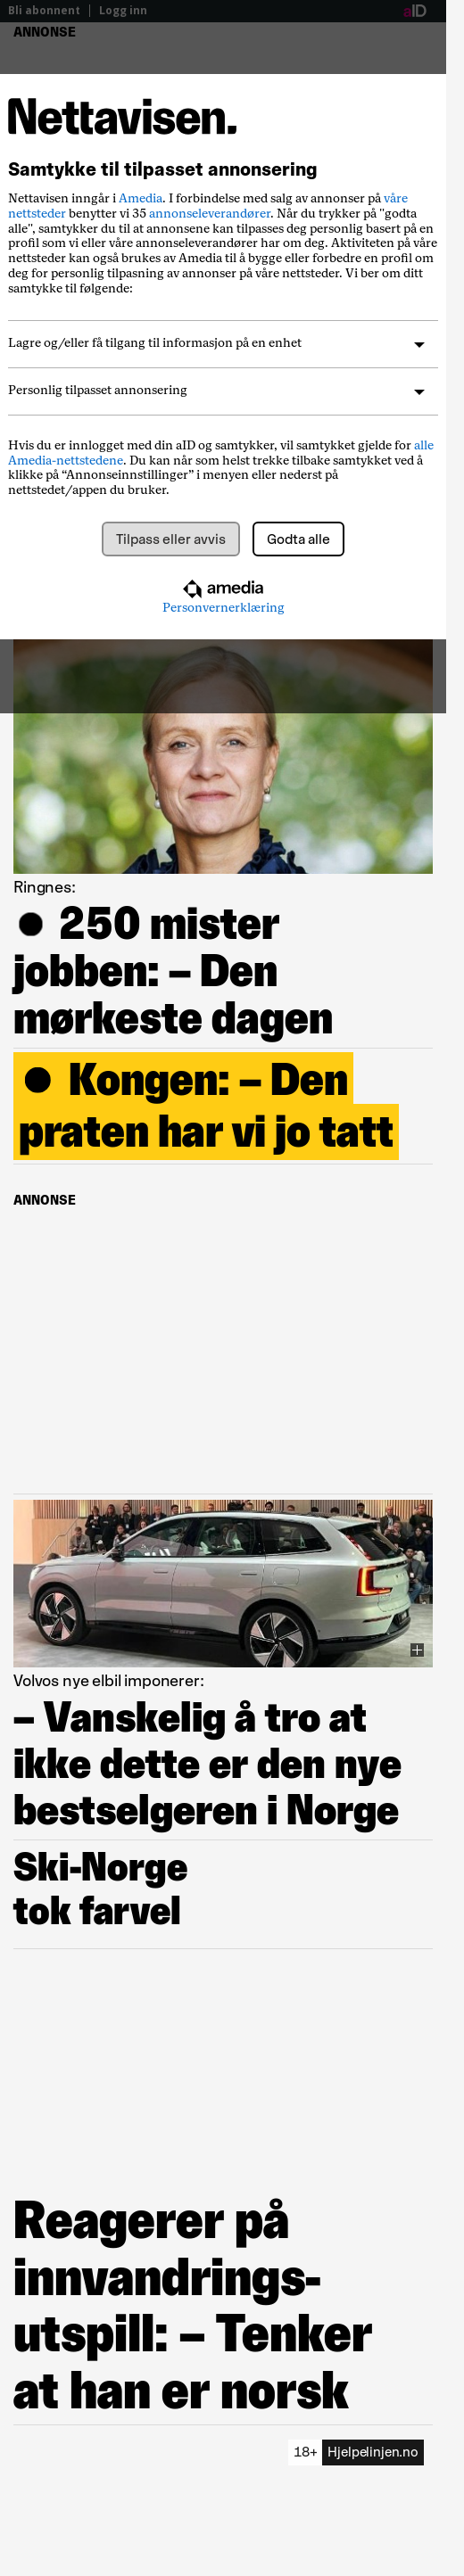 Bli abonnent
Logg inn
aID
ANNONSE
Nettavisen.
Samtykke til tilpasset annonsering
Nettavisen inngår i Amedia. I forbindelse med salg av annonser på våre
nettsteder benytter vi 35 annonseleverandører. Når du trykker på "godta
alle", samtykker du til at annonsene kan tilpasses deg personlig basert på en
profil som vi eller våre annonseleverandører har om deg. Aktiviteten på våre
nettsteder kan også brukes av Amedia til å bygge eller forbedre en profil om
deg for personlig tilpasning av annonser på våre nettsteder. Vi ber om ditt
samtykke til følgende:
Lagre og/eller få tilgang til informasjon på en enhet
Personlig tilpasset annonsering
Hvis du er innlogget med din aID og samtykker, vil samtykket gjelde for alle
Amedia-nettstedene. Du kan når som helst trekke tilbake samtykket ved å
klikke på “Annonseinnstillinger” i menyen eller nederst på
nettstedet/appen du bruker.
Tilpass eller avvis
Godta alle
amedia
Personvernerklæring
Ringnes:
250 mister
jobben: – Den
mørkeste dagen
Kongen: – Den
praten har vi jo tatt
ANNONSE
Volvos nye elbil imponerer:
– Vanskelig å tro at
ikke dette er den nye
bestselgeren i Norge
Ski-Norge
tok farvel
Reagerer på
innvandrings-
utspill: – Tenker
at han er norsk
18+ Hjelpelinjen.no